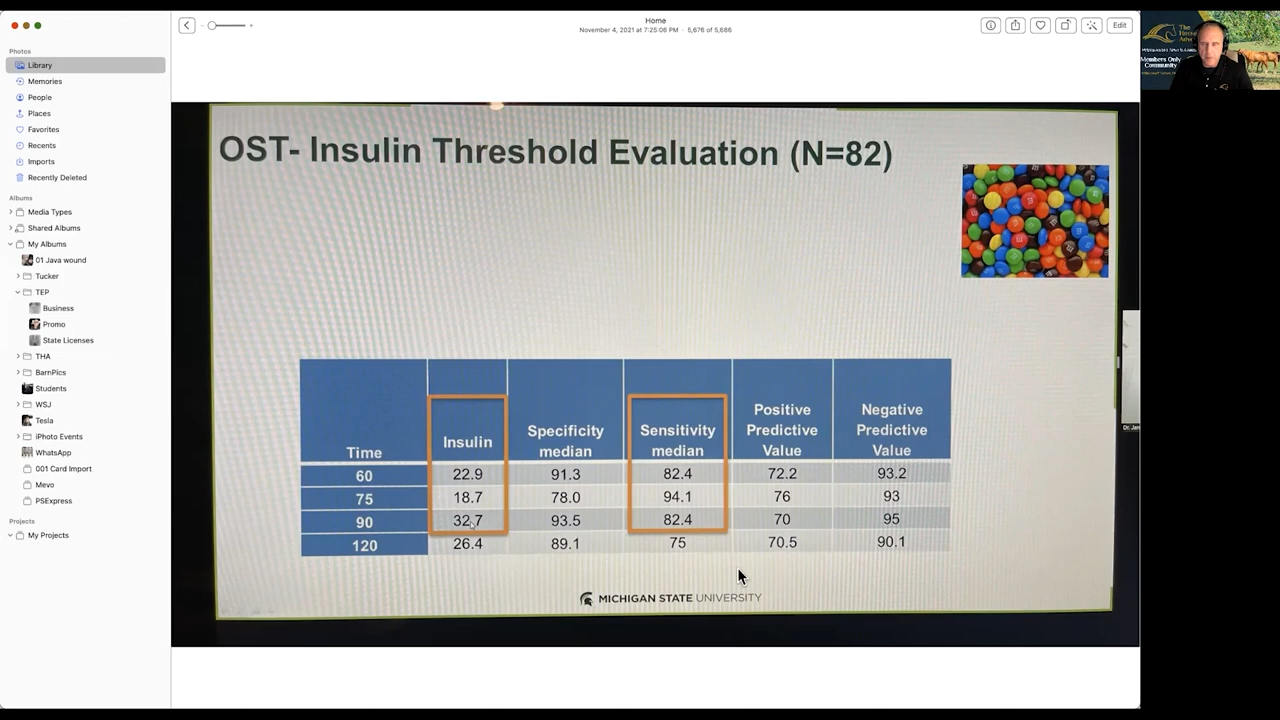 Home
November 4, 2021 at 7:25:06 PM · 5,676 of 5,686
Edit
Photos
Library
Memories
People
Places
Favorites
Recents
Imports
Recently Deleted
Albums
Media Types
Shared Albums
My Albums
01 Java wound
Tucker
TEP
Business
Promo
State Licenses
THA
BarnPics
Students
WSJ
Tesla
iPhoto Events
WhatsApp
001 Card Import
Mevo
PSExpress
Projects
My Projects
OST- Insulin Threshold Evaluation (N=82)
Time Insulin Specificity median Sensitivity median Positive Predictive Value Negative Predictive Value
60 22.9 91.3 82.4 72.2 93.2
75 18.7 78.0 94.1 76 93
90 32.7 93.5 82.4 70 95
120 26.4 89.1 75 70.5 90.1
MICHIGAN STATE UNIVERSITY
The
Members Only
Community